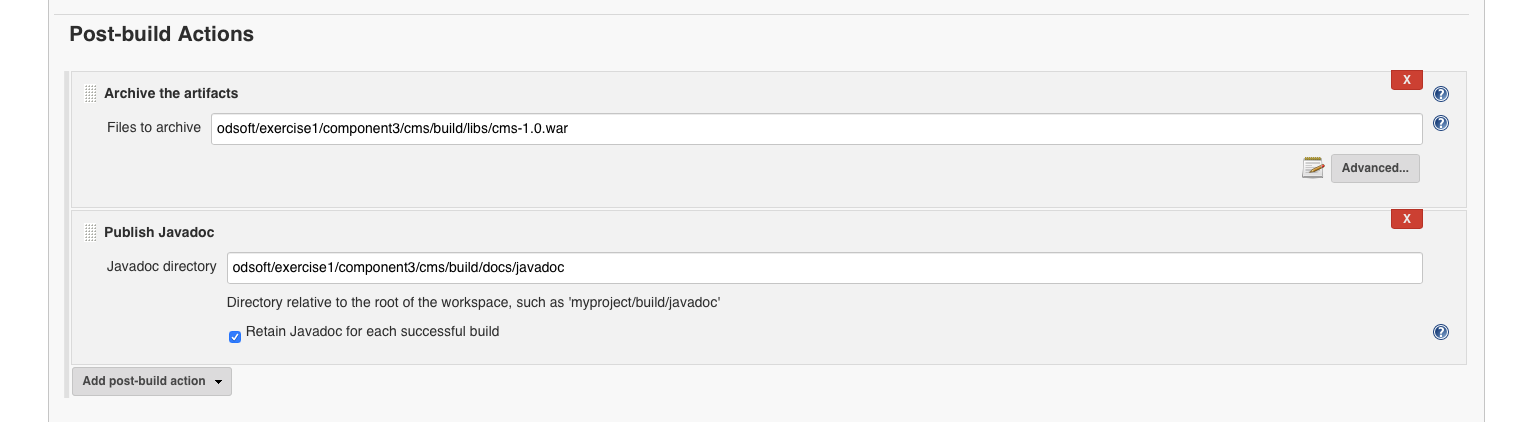 Post-build Actions
X
Archive the artifacts
?
Files to archive odsoft/exercise1/component3/cms/build/libs/cms-1.0.war
?
Advanced...
X
Publish Javadoc
Javadoc directory odsoft/exercise1/component3/cms/build/docs/javadoc
Directory relative to the root of the workspace, such as 'myproject/build/javadoc'
Retain Javadoc for each successful build
?
Add post-build action